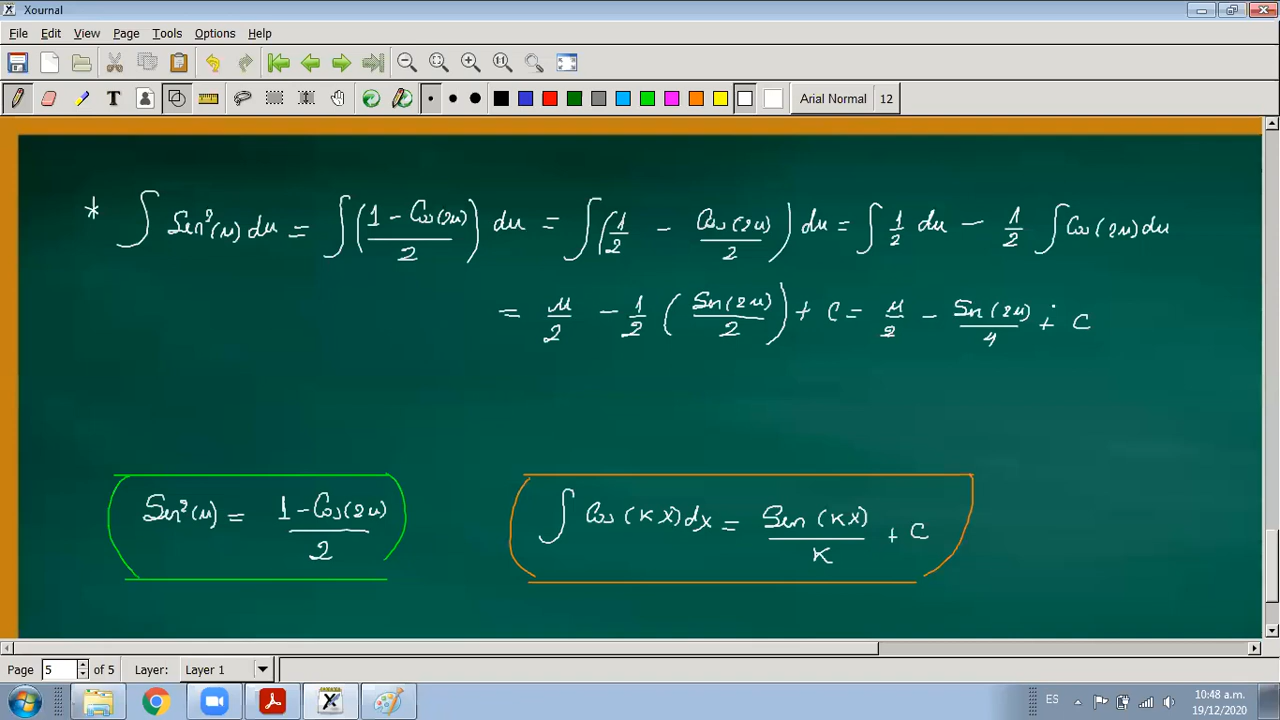 Xournal
File Edit View Page Tools Options Help
Arial Normal 12
* ∫ Sen²(u) du = ∫ (1 - Cos(2u)/2) du = ∫ (1/2 - Cos(2u)/2) du = ∫ 1/2 du - 1/2 ∫ Cos(2u) du
= u/2 - 1/2 (Sen(2u)/2) + C = u/2 - Sen(2u)/4 + C
Sen²(u) = 1 - Cos(2u)/2
∫ Cos(Kx) dx = Sen(Kx)/K + C
Page 5 of 5 Layer: Layer 1
ES 10:48 a.m.
19/12/2020